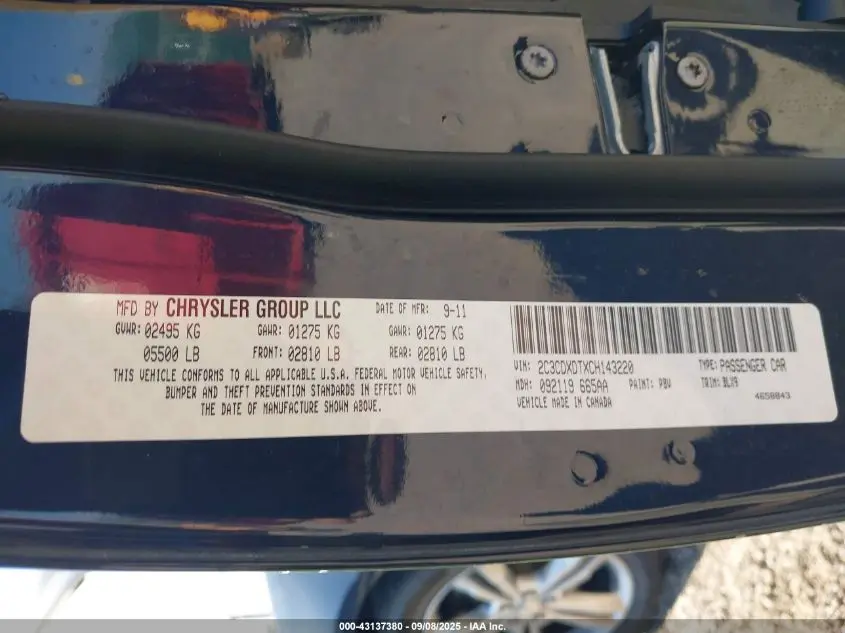 MFD BY CHRYSLER GROUP LLC DATE OF MFR: 9-11
GVWR: 02495 KG GAWR: 01275 KG GAWR: 01275 KG
05500 LB FRONT: 02810 LB REAR: 02810 LB
THIS VEHICLE CONFORMS TO ALL APPLICABLE U.S.A. FEDERAL MOTOR VEHICLE SAFETY,
BUMPER AND THEFT PREVENTION STANDARDS IN EFFECT ON
THE DATE OF MANUFACTURE SHOWN ABOVE.
VIN: 2C3CDXDTXCH143220 TYPE: PASSENGER CAR
MDH: 092119 665AA PAINT: PBV TRIM: BLX9
VEHICLE MADE IN CANADA 4658843
000-43137380 - 09/08/2025 - IAA Inc.